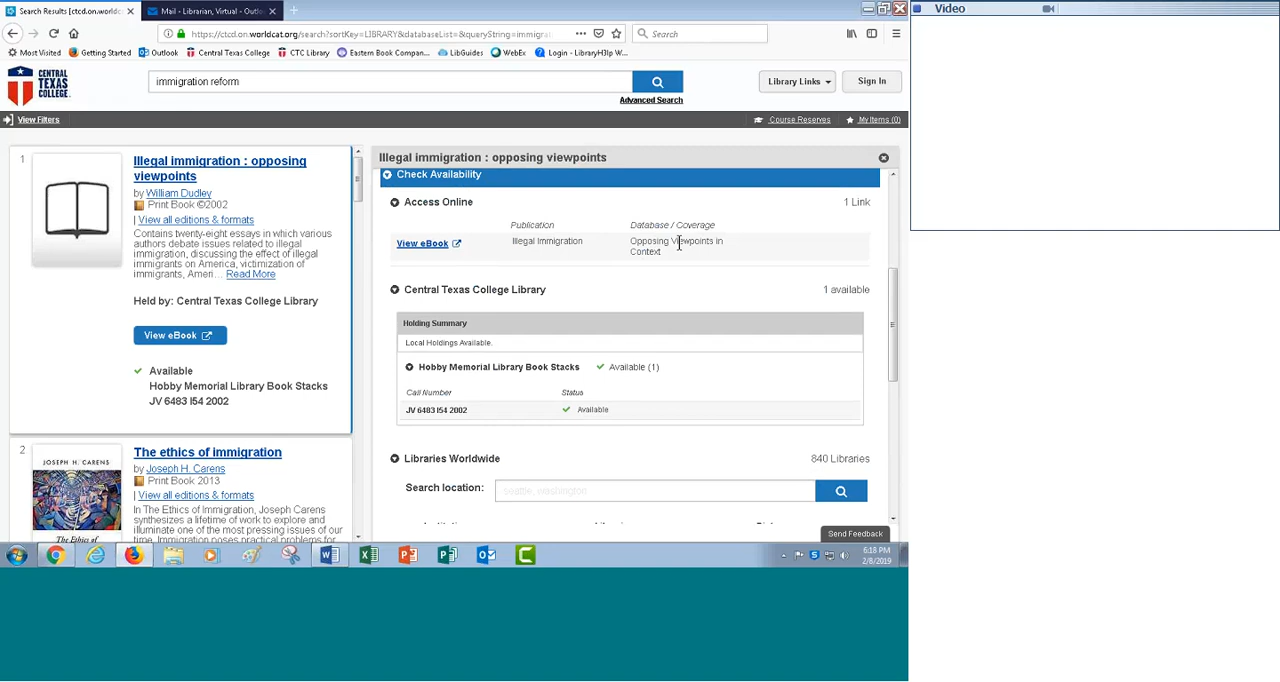 Search Results [ctcd.on.worldc
Mail - Librarian, Virtual - Outlo
Video
https://ctcd.on.worldcat.org/search?sortKey=LIBRARY&databaseList=&queryString=immigrat
Search
Most Visited
Getting Started
Outlook
Central Texas College
CTC Library
Eastern Book Compan...
LibGuides
WebEx
Login - LibraryH3lp W...
CENTRAL
TEXAS
COLLEGE
immigration reform
Advanced Search
Library Links
Sign In
View Filters
Course Reserves
My Items (0)
1
Illegal immigration : opposing
viewpoints
by William Dudley
Print Book ©2002
| View all editions & formats
Contains twenty-eight essays in which various
authors debate issues related to illegal
immigration, discussing the effect of illegal
immigrants on America, victimization of
immigrants, Ameri... Read More
Held by: Central Texas College Library
View eBook
Available
Hobby Memorial Library Book Stacks
JV 6483 I54 2002
2
The ethics of immigration
by Joseph H. Carens
Print Book 2013
| View all editions & formats
In The Ethics of Immigration, Joseph Carens
synthesizes a lifetime of work to explore and
illuminate one of the most pressing issues of our
time. Immigration poses practical problems for
JOSEPH H. CARENS
The Ethics of
Illegal immigration : opposing viewpoints
Check Availability
Access Online
1 Link
Publication
Database / Coverage
View eBook
Illegal Immigration
Opposing Viewpoints in
Context
Central Texas College Library
1 available
Holding Summary
Local Holdings Available.
Hobby Memorial Library Book Stacks
Available (1)
Call Number
Status
JV 6483 I54 2002
Available
Libraries Worldwide
840 Libraries
Search location:
seattle, washington
Send Feedback
6:18 PM
2/8/2019